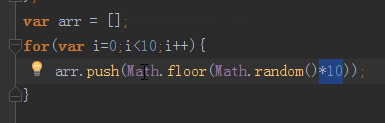 ;
var arr = [];
for(var i=0;i<10;i++){
arr.push(Math.floor(Math.random()*10));
}